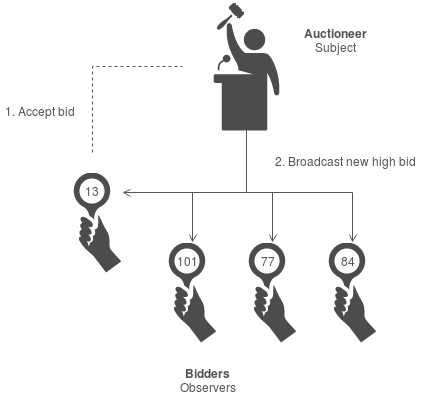 Auctioneer
Subject
1. Accept bid
2. Broadcast new high bid
13
101
77
84
Bidders
Observers